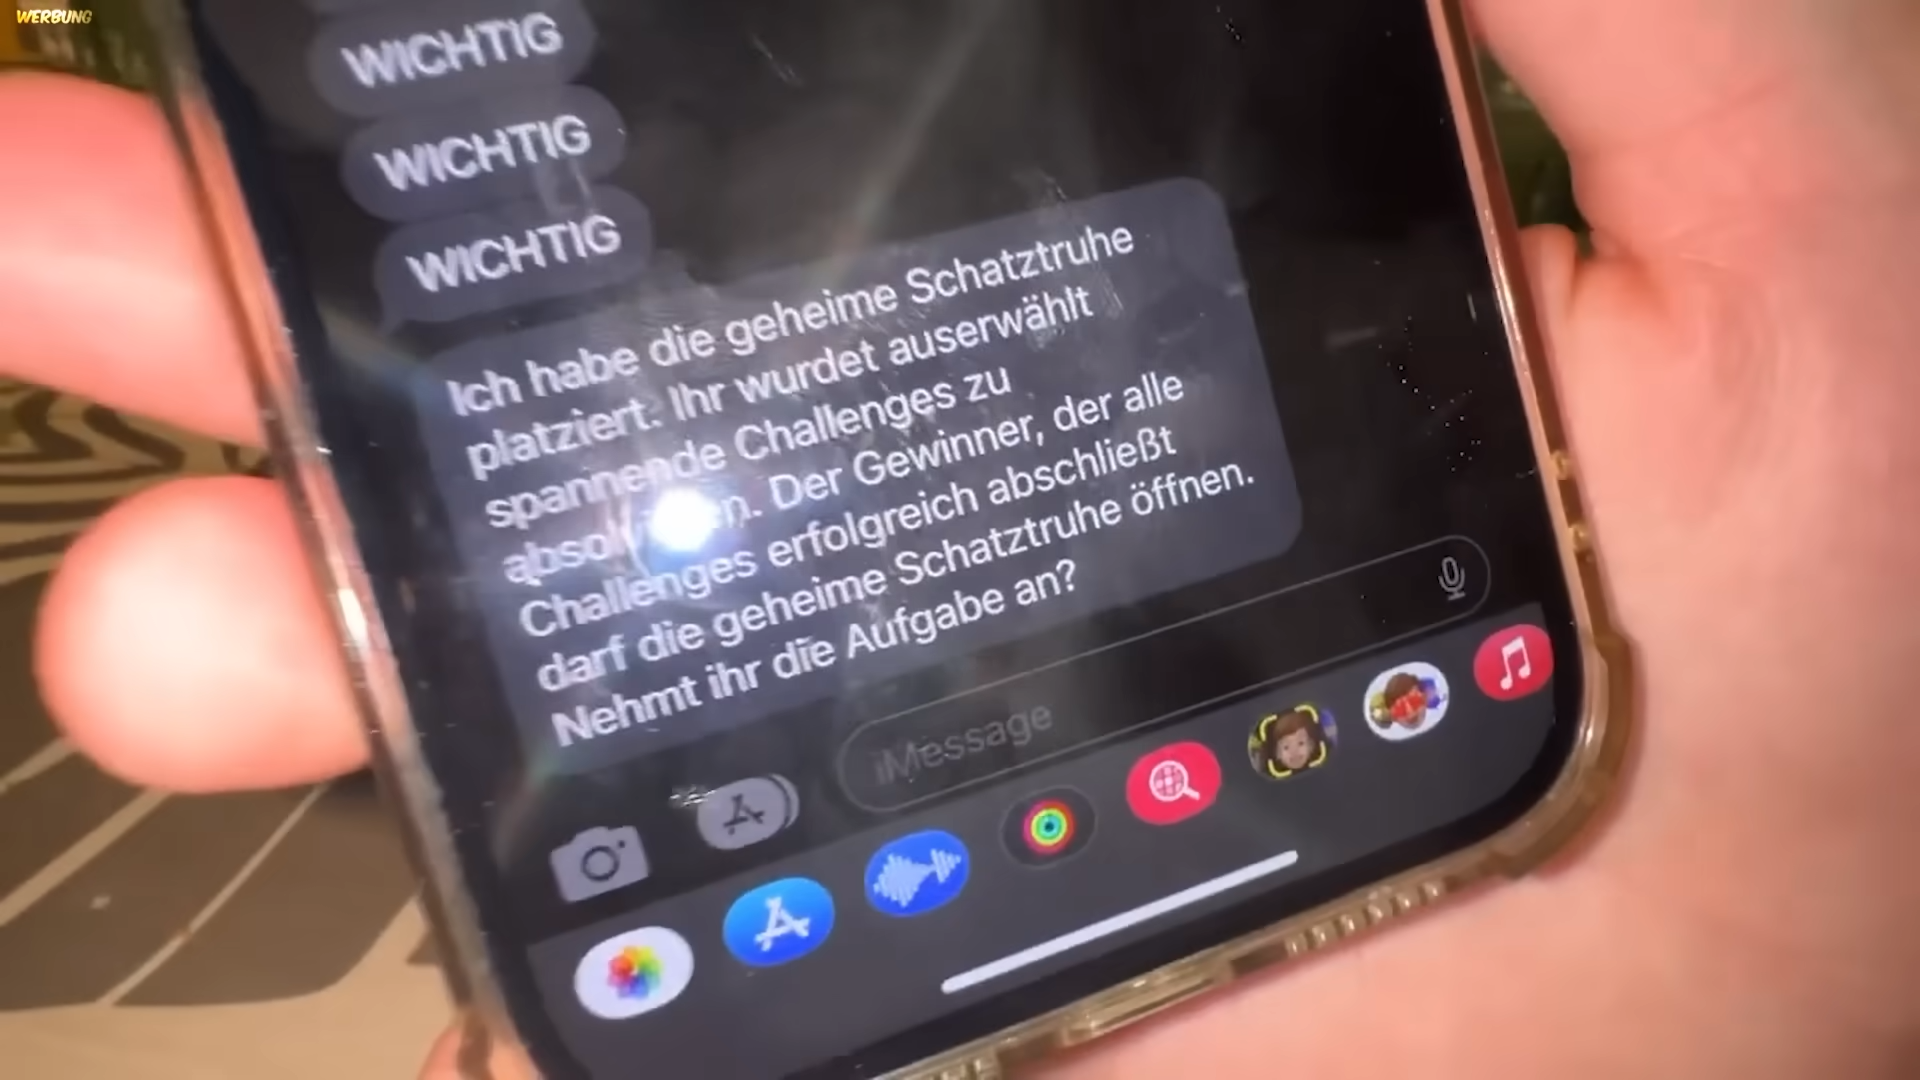 WERBUNG
WICHTIG
WICHTIG
WICHTIG
Ich habe die geheime Schatztruhe
platziert. Ihr wurdet auserwählt
spannende Challenges zu
Der Gewinner, der alle
Challenges erfolgreich abschließt
darf die geheime Schatztruhe öffnen.
Nehmt ihr die Aufgabe an?
iMessage